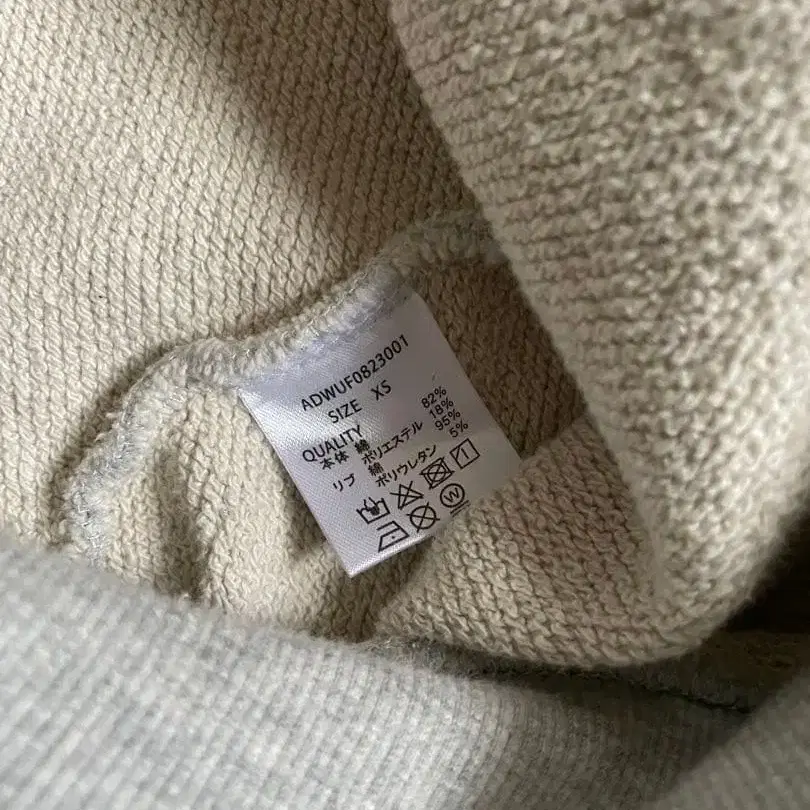 ADWUF0823001
SIZE XS
QUALITY
本体 綿 82%
ポリエステル 18%
リブ 綿 95%
ポリウレタン 5%
W